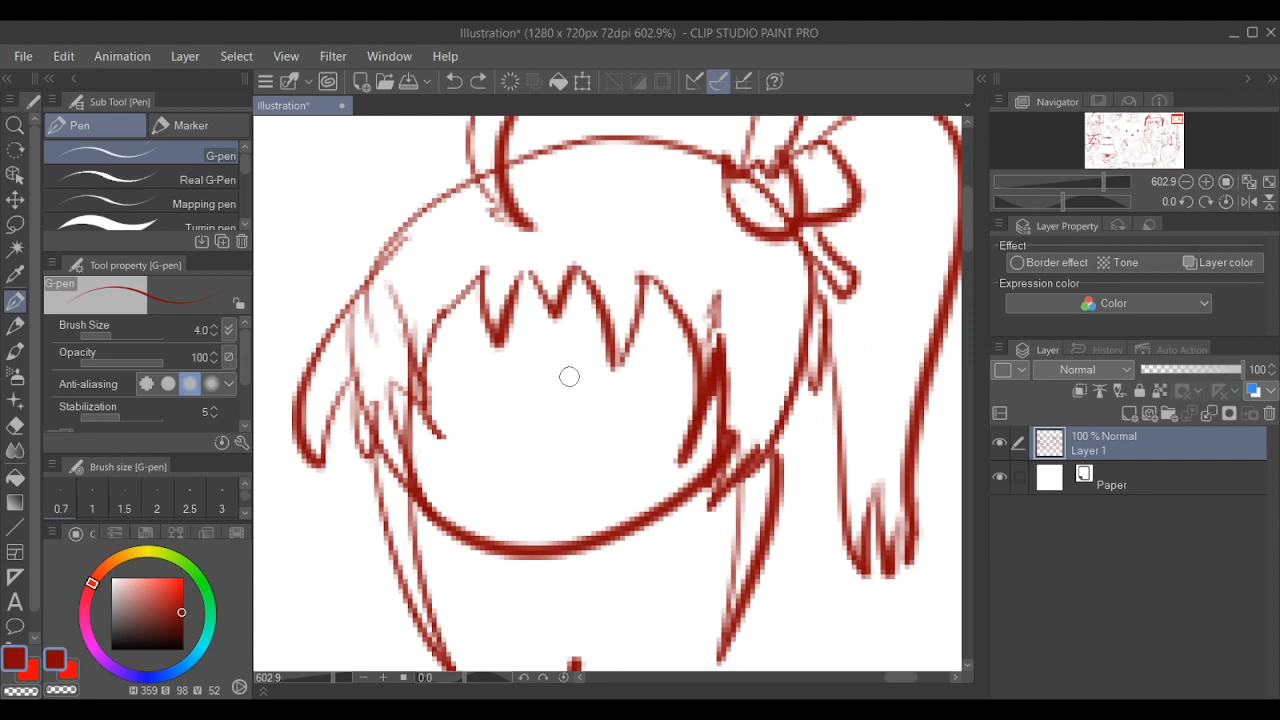 Illustration* (1280 x 720px 72dpi 602.9%) - CLIP STUDIO PAINT PRO
File Edit Animation Layer Select View Filter Window Help
Sub Tool [Pen]
Illustration*
Navigator
Pen Marker
G-pen
Real G-Pen
Mapping pen
Turnip pen
602.9
0.0
Layer Property
Tool property [G-pen]
G-pen
Effect
Border effect Tone Layer color
Expression color
Color
Brush Size 4.0
Opacity 100
Anti-aliasing
Stabilization 5
Layer History Auto Action
Normal 100
100 % Normal
Layer 1
Paper
Brush size [G-pen]
0.7 1 1.5 2 2.5 3
602.9 0.0
H 359 S 98 V 52